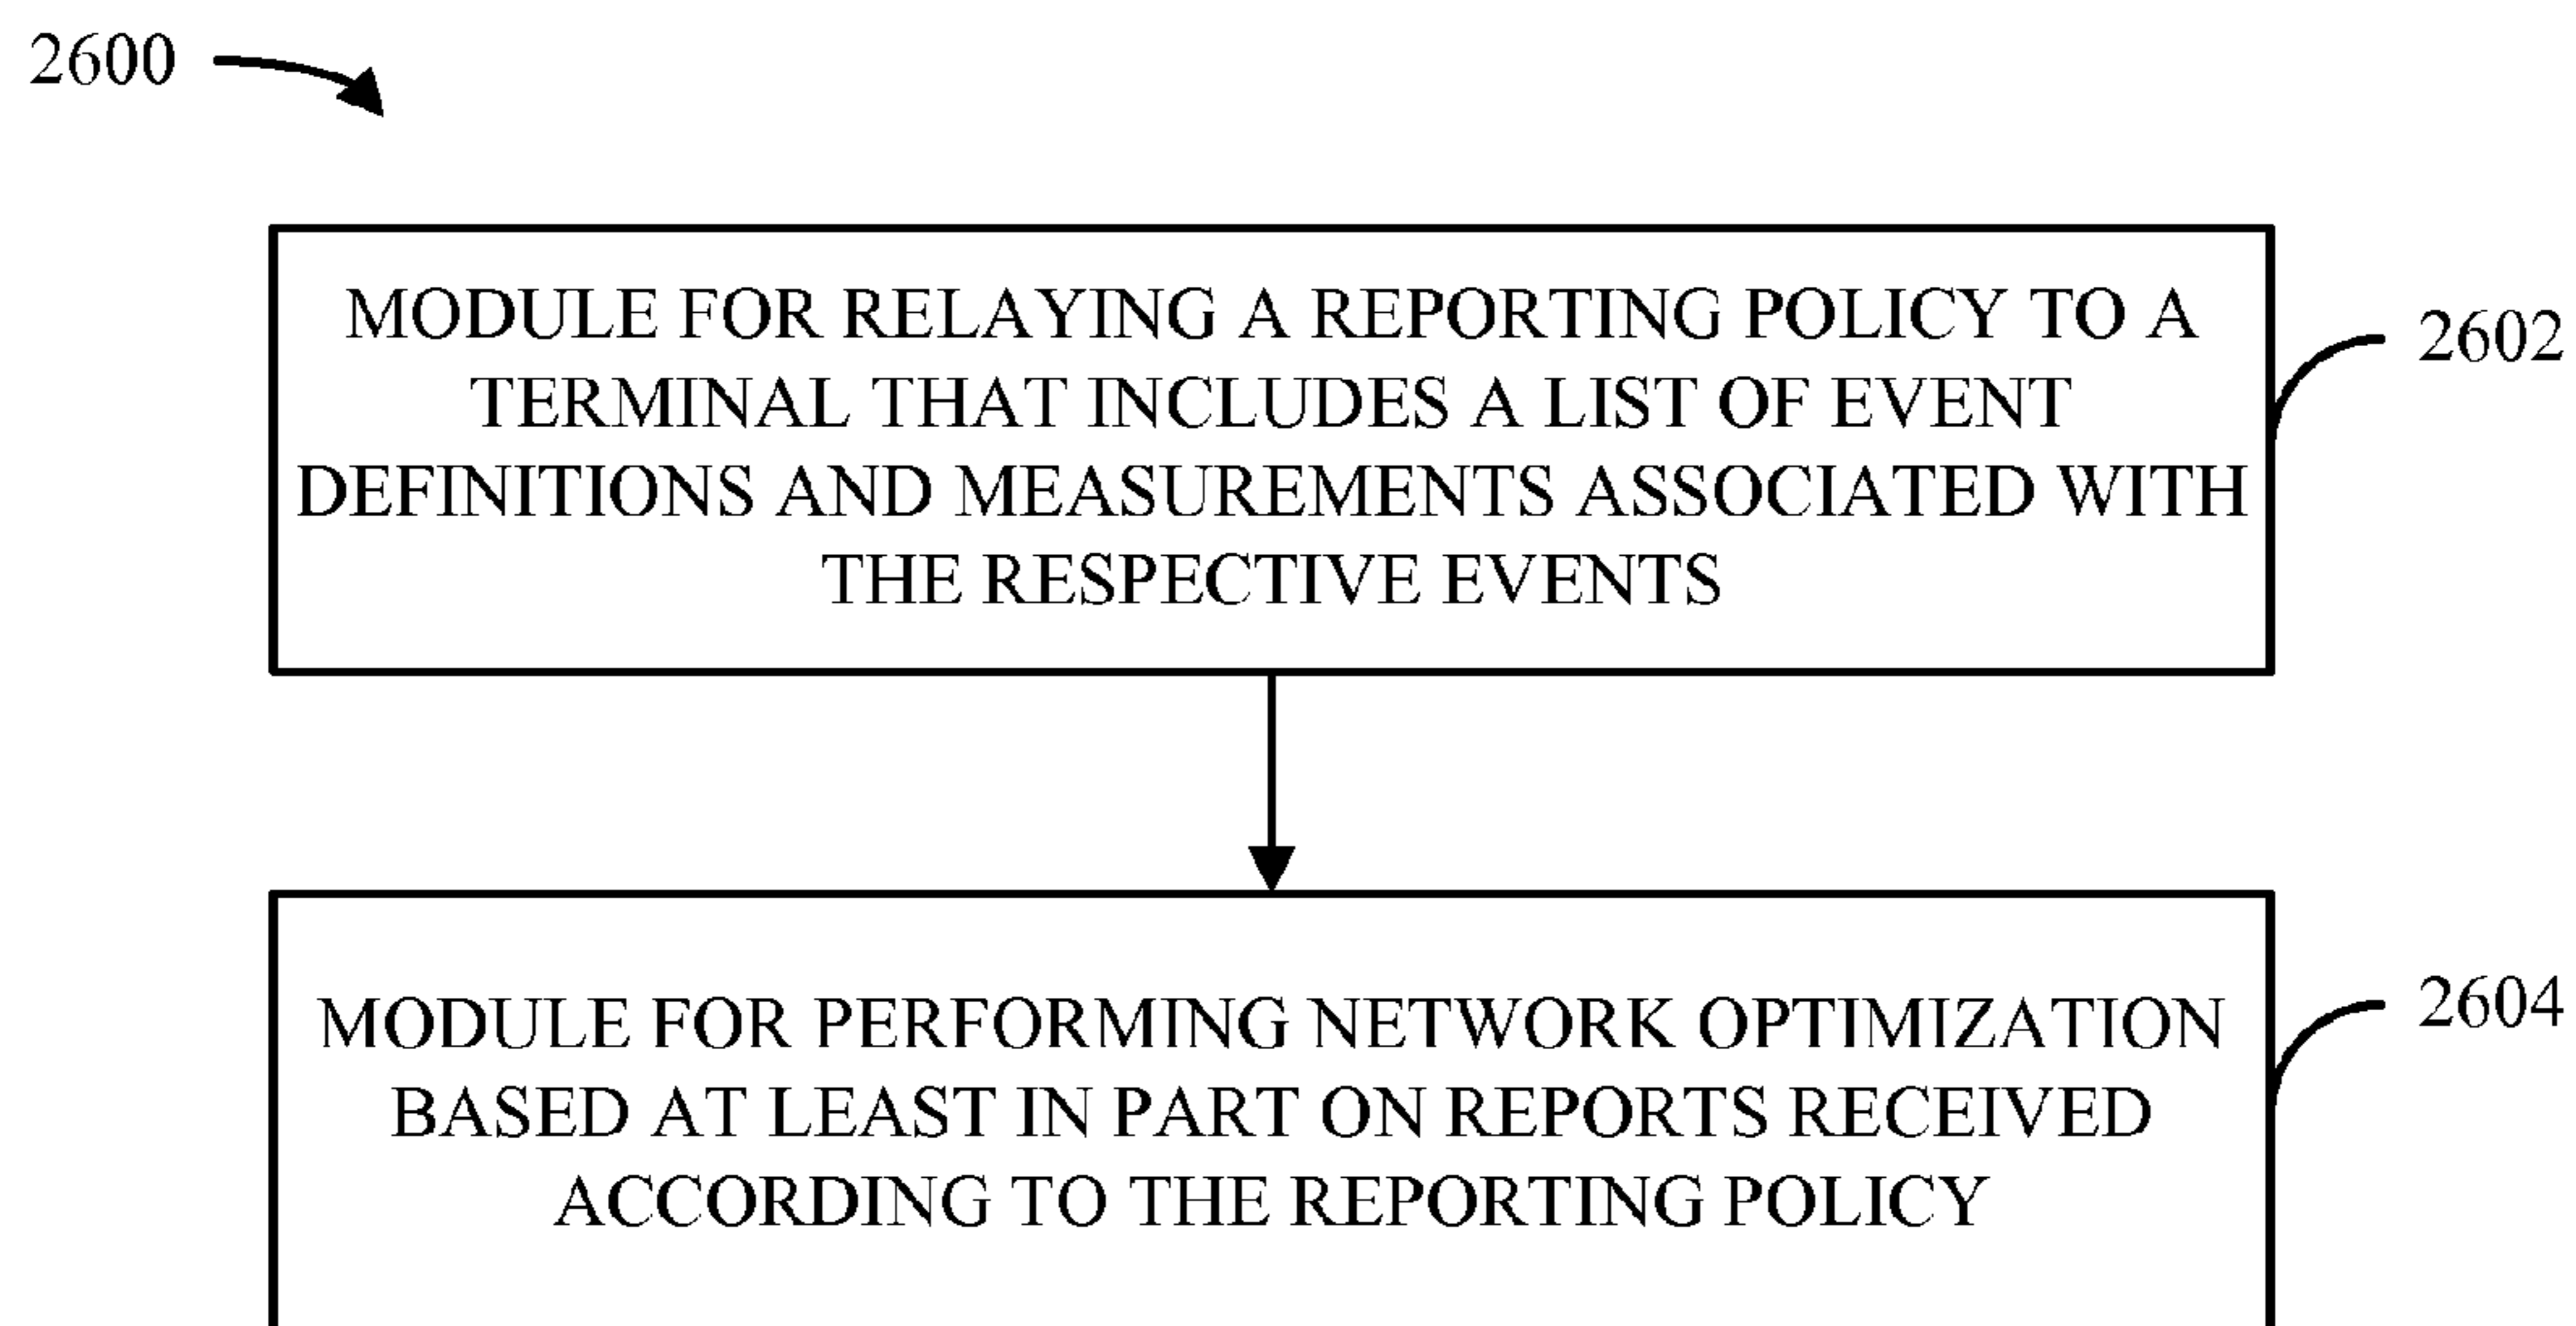 2600
MODULE FOR RELAYING A REPORTING POLICY TO A
TERMINAL THAT INCLUDES A LIST OF EVENT
DEFINITIONS AND MEASUREMENTS ASSOCIATED WITH
THE RESPECTIVE EVENTS
2602
MODULE FOR PERFORMING NETWORK OPTIMIZATION
BASED AT LEAST IN PART ON REPORTS RECEIVED
ACCORDING TO THE REPORTING POLICY
2604